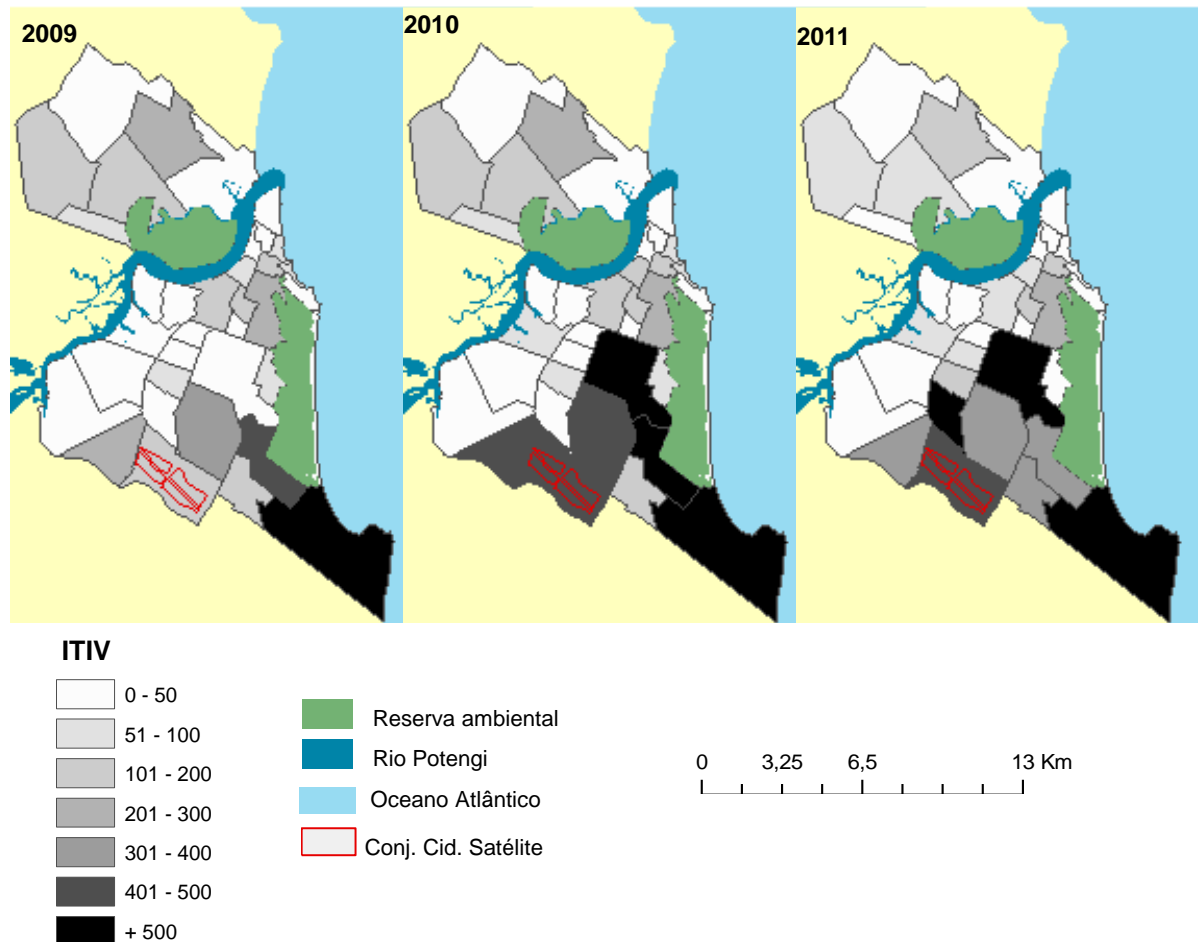 2009
2010
2011
ITIV
0 - 50
51 - 100
101 - 200
201 - 300
301 - 400
401 - 500
+ 500
Reserva ambiental
Rio Potengi
Oceano Atlântico
Conj. Cid. Satélite
0 3,25 6,5 13 Km